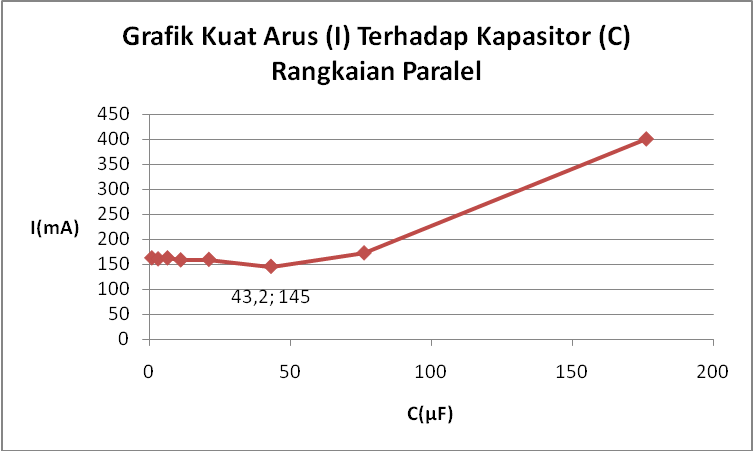 Grafik Kuat Arus (I) Terhadap Kapasitor (C)
Rangkaian Paralel
450
400
350
300
250
200
150
100
50
0
I(mA)
43,2; 145
0 50 100 150 200
C(μF)